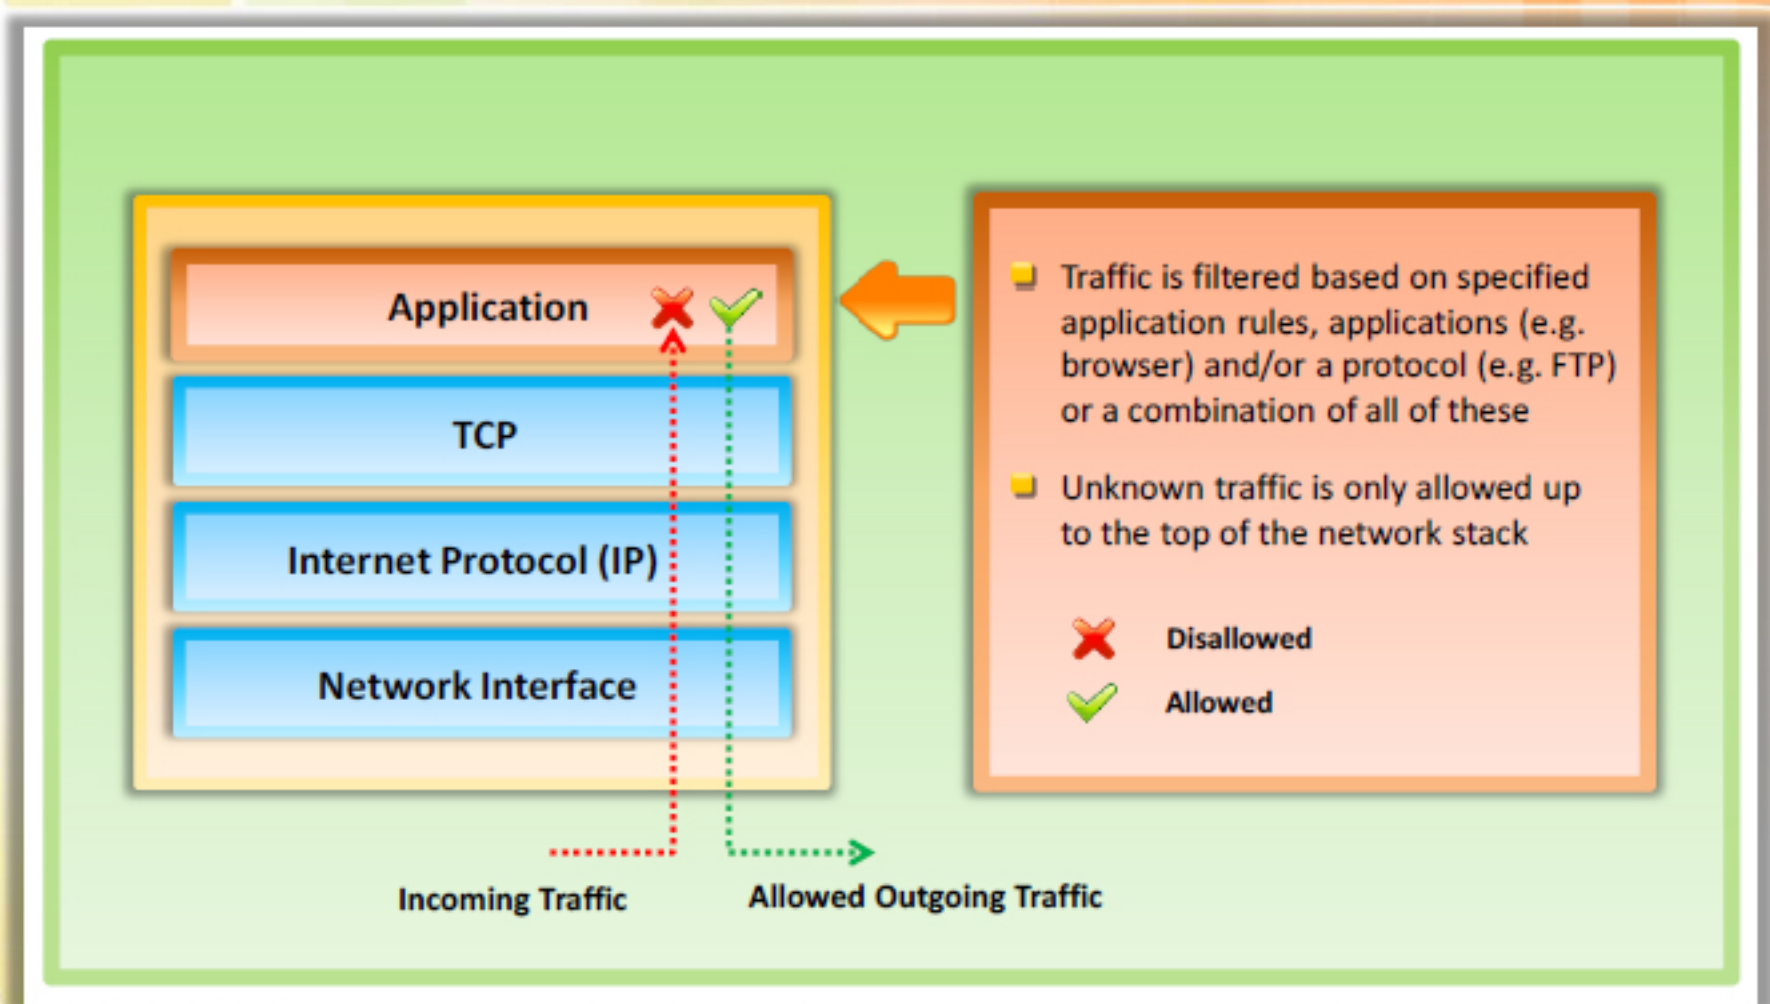 Application
TCP
Internet Protocol (IP)
Network Interface
Incoming Traffic
Allowed Outgoing Traffic
Traffic is filtered based on specified
application rules, applications (e.g.
browser) and/or a protocol (e.g. FTP)
or a combination of all of these
Unknown traffic is only allowed up
to the top of the network stack
Disallowed
Allowed